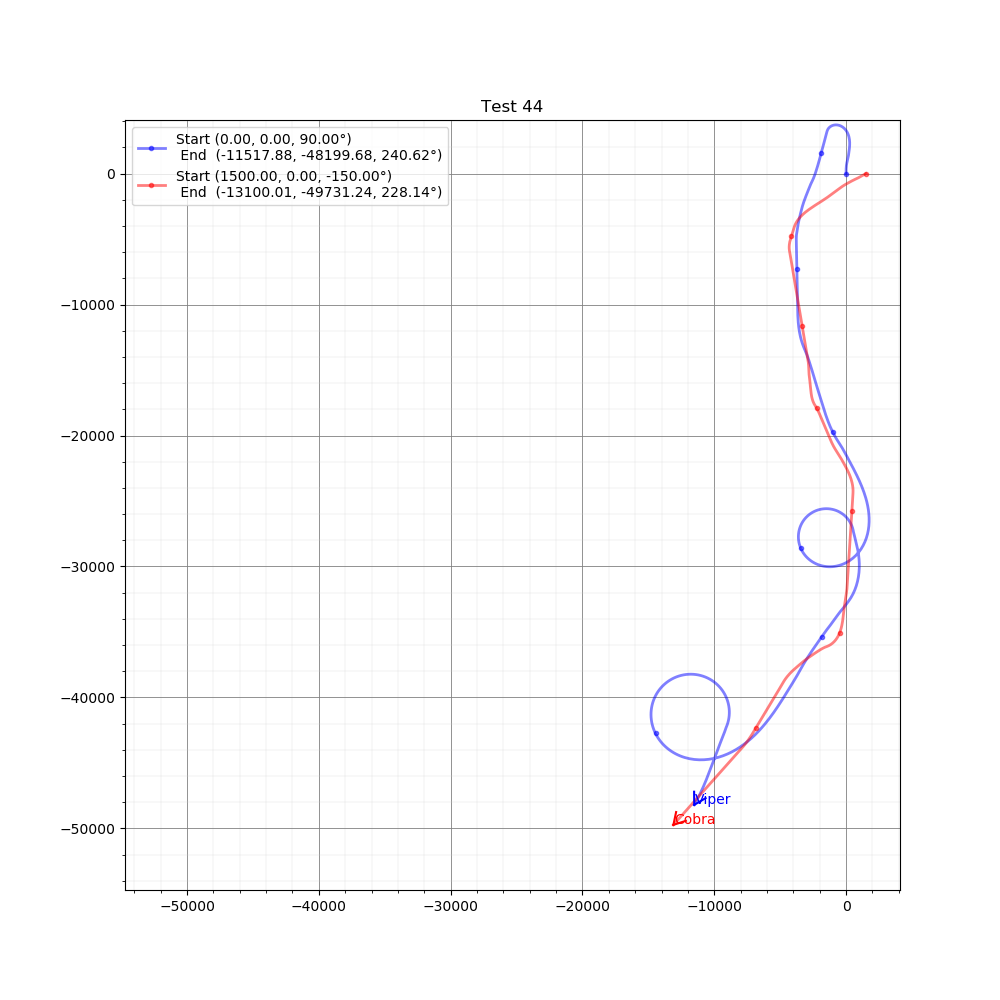 Test 44
Start (0.00, 0.00, 90.00°)
End  (-11517.88, -48199.68, 240.62°)
Start (1500.00, 0.00, -150.00°)
End  (-13100.01, -49731.24, 228.14°)
0
−10000
−20000
−30000
−40000
−50000
Viper
Cobra
−50000 −40000 −30000 −20000 −10000 0